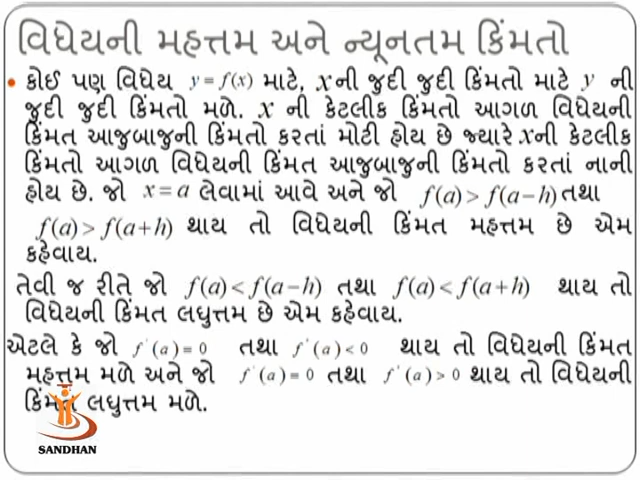 વિધેયની મહત્તમ અને ન્યૂનતમ કિંમતો
• કોઈ પણ વિધેય y = f(x) માટે, x ની જુદી જુદી કિંમતો માટે y ની
જુદી જુદી કિંમતો મળે. x ની કેટલીક કિંમતો આગળ વિધેયની
કિંમત આજુબાજુની કિંમતો કરતાં મોટી હોય છે જ્યારે x ની કેટલીક
કિંમતો આગળ વિધેયની કિંમત આજુબાજુની કિંમતો કરતાં નાની
હોય છે. જો x = a લેવામાં આવે અને જો f(a) > f(a − h) તથા
f(a) > f(a + h) થાય તો વિધેયની કિંમત મહત્તમ છે એમ
કહેવાય.
તેવી જ રીતે જો f(a) < f(a − h) તથા f(a) < f(a + h) થાય તો
વિધેયની કિંમત લઘુત્તમ છે એમ કહેવાય.
એટલે કે જો f '(a) = 0 તથા f '(a) < 0 થાય તો વિધેયની કિંમત
મહત્તમ મળે અને જો f '(a) = 0 તથા f '(a) > 0 થાય તો વિધેયની
કિંમત લઘુત્તમ મળે.
SANDHAN